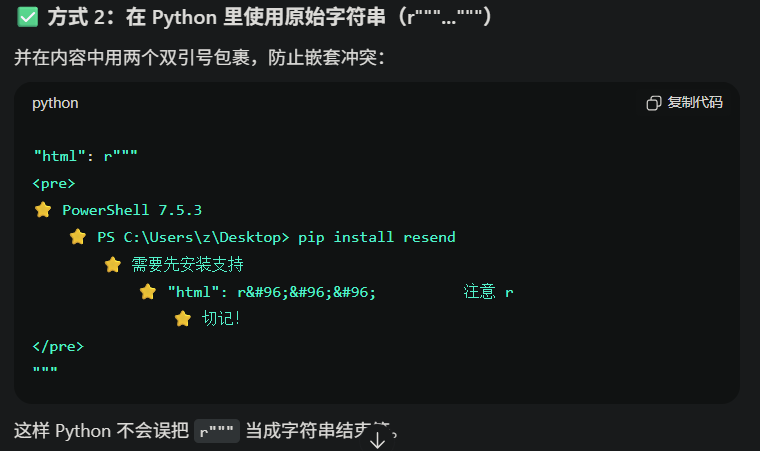 ✅ 方式 2：在 Python 里使用原始字符串（r"""..."""）
并在内容中用两个双引号包裹，防止嵌套冲突：
python
复制代码
"html": r"""
<pre>
⭐ PowerShell 7.5.3
⭐ PS C:\Users\z\Desktop> pip install resend
⭐ 需要先安装支持
⭐ "html": r&#96;&#96;&#96; 注意 r
⭐ 切记!
</pre>
"""
这样 Python 不会误把 r""" 当成字符串结束符。